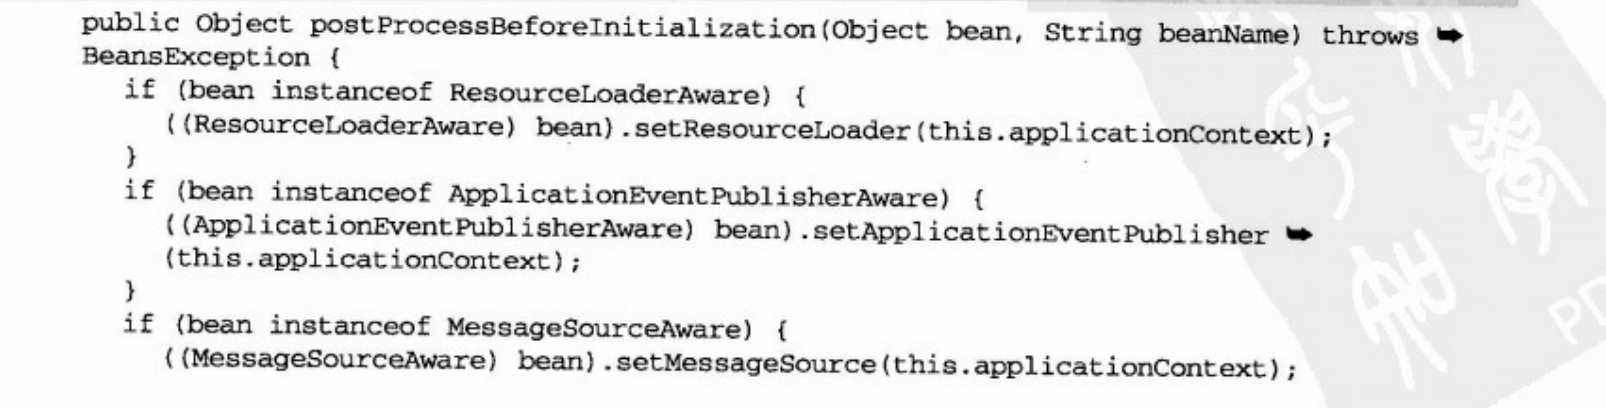 public Object postProcessBeforeInitialization(Object bean, String beanName) throws ➥
BeansException {
if (bean instanceof ResourceLoaderAware) {
((ResourceLoaderAware) bean).setResourceLoader(this.applicationContext);
}
if (bean instanceof ApplicationEventPublisherAware) {
((ApplicationEventPublisherAware) bean).setApplicationEventPublisher ➥
(this.applicationContext);
}
if (bean instanceof MessageSourceAware) {
((MessageSourceAware) bean).setMessageSource(this.applicationContext);